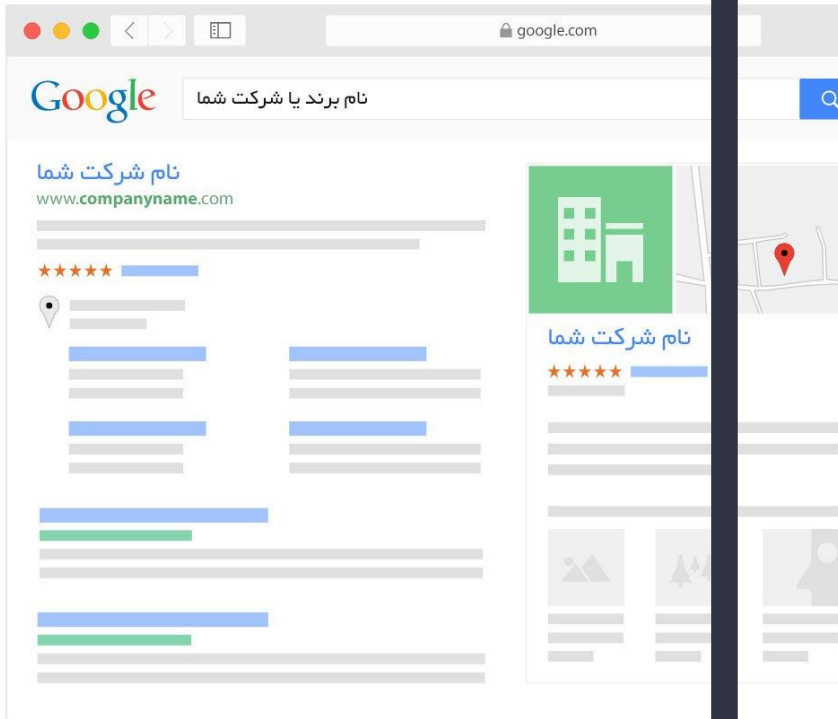 google.com
Google
نام برند یا شرکت شما
نام شرکت شما
www.companyname.com
نام شرکت شما